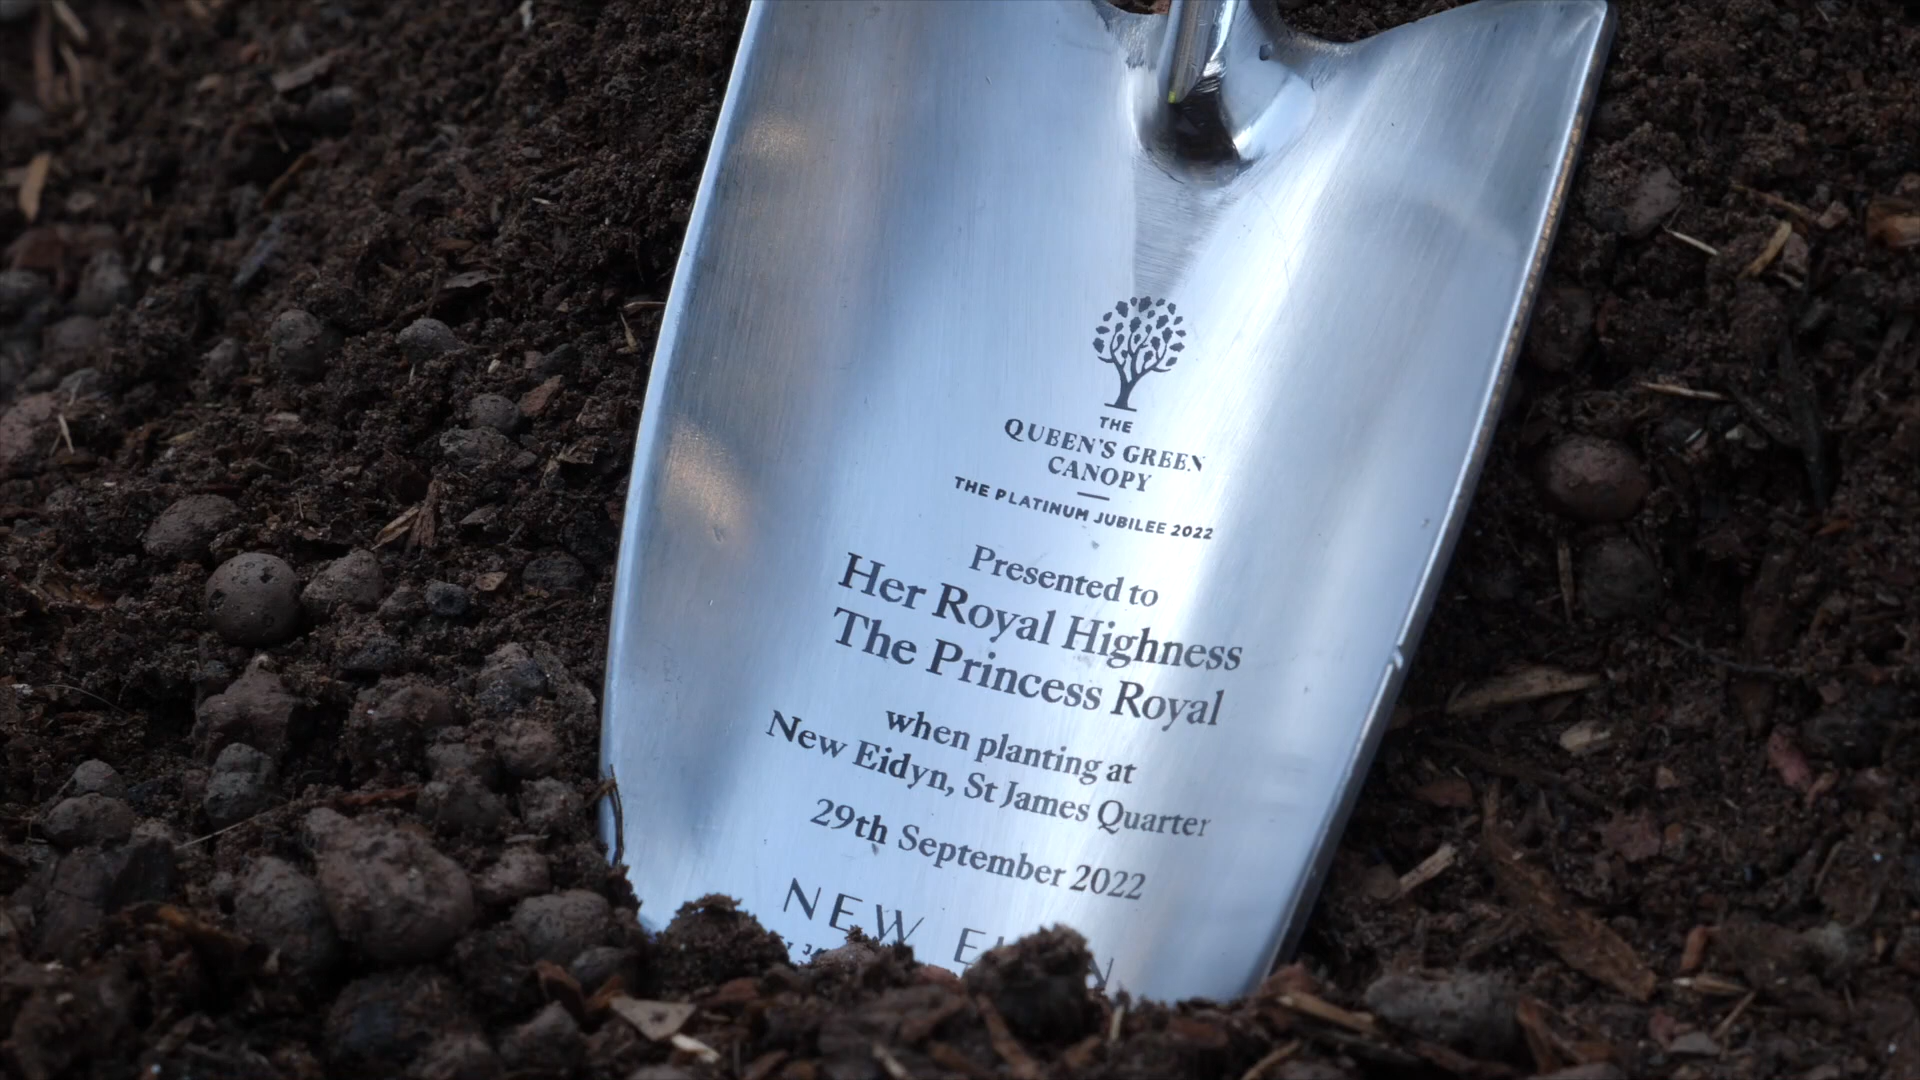 THE
QUEEN'S GREEN
CANOPY
THE PLATINUM JUBILEE 2022
Presented to
Her Royal Highness
The Princess Royal
when planting at
New Eidyn, St James Quarter
29th September 2022
NEW